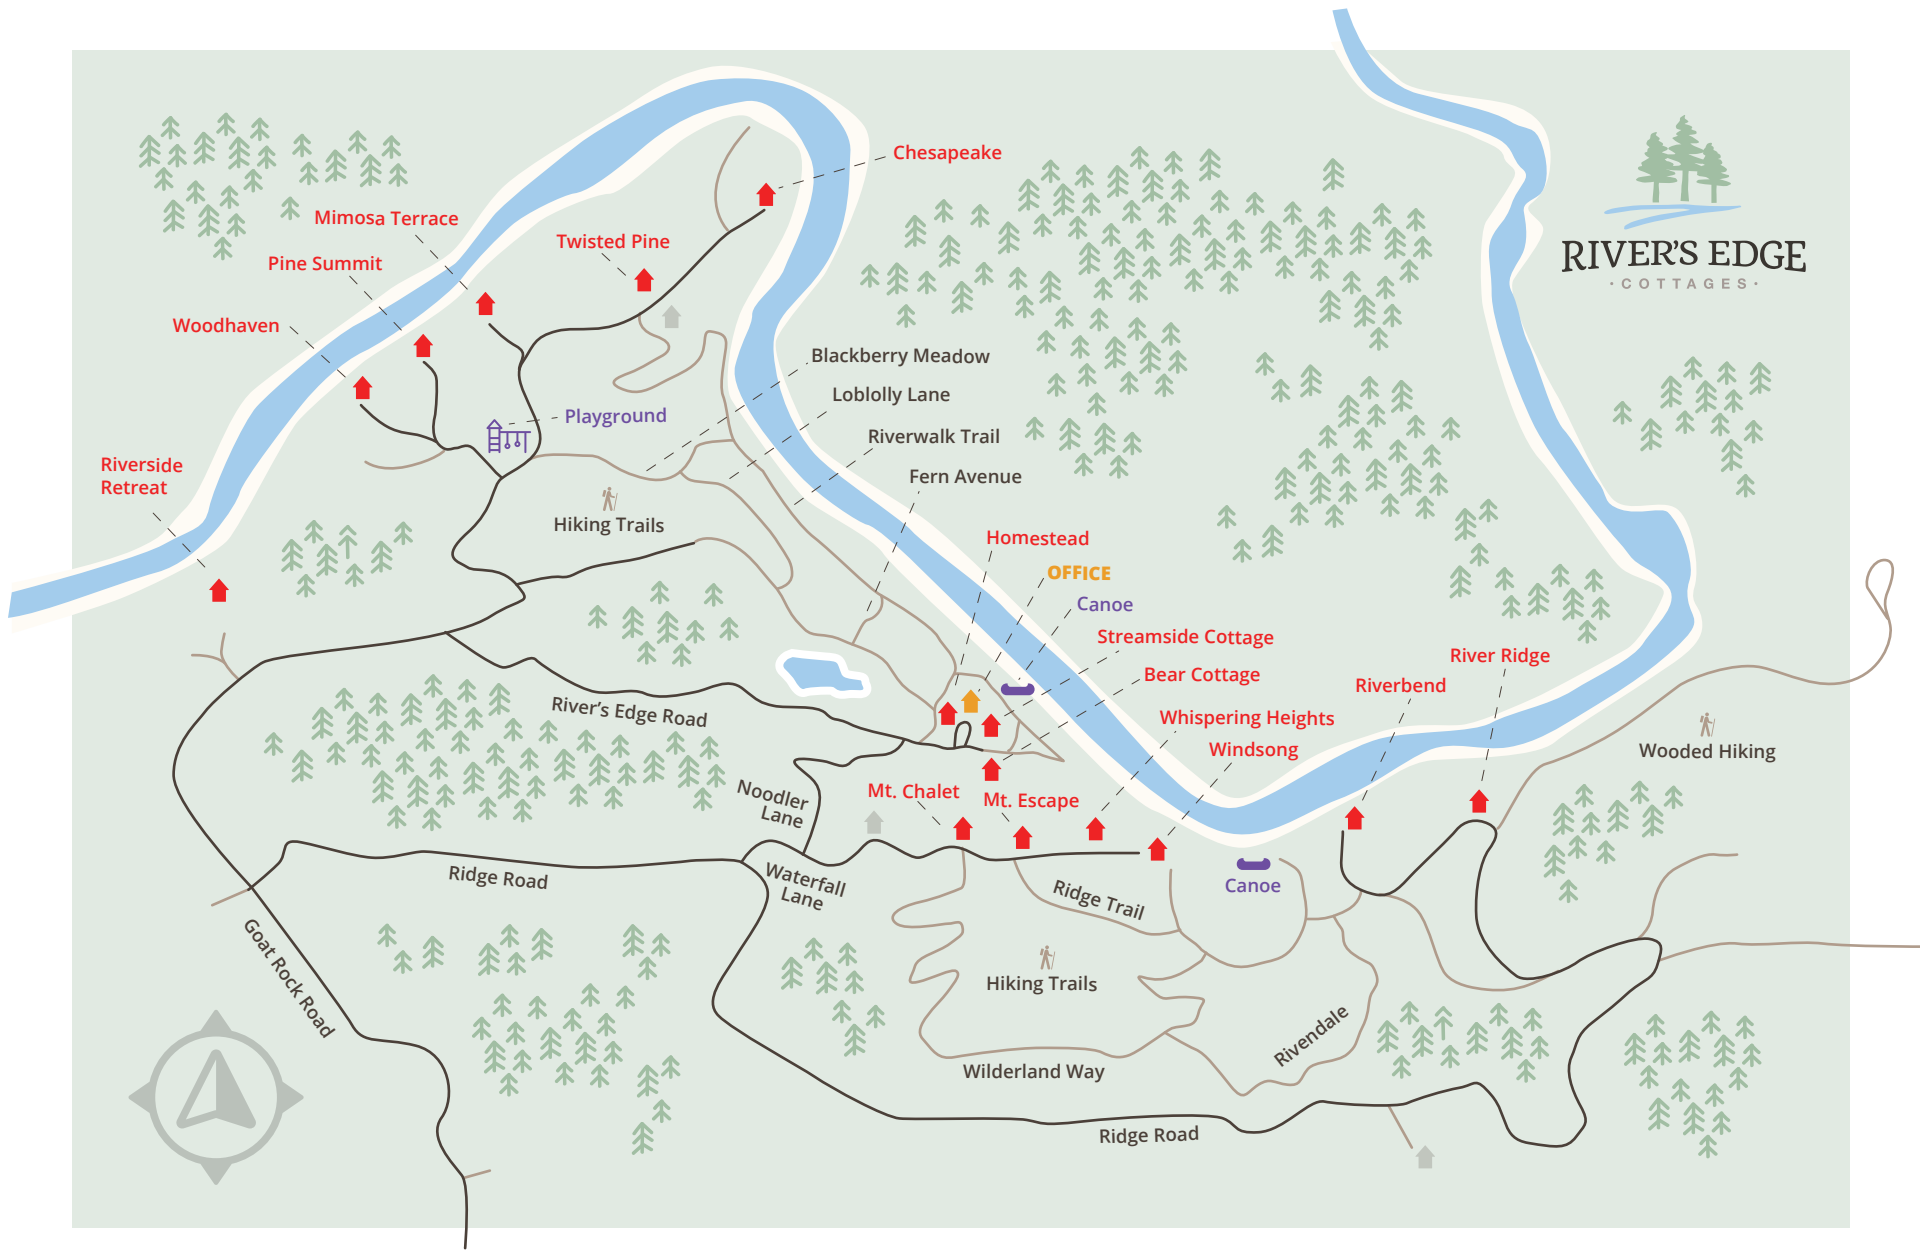 RIVER'S EDGE
·COTTAGES·
Chesapeake
Mimosa Terrace
Twisted Pine
Pine Summit
Woodhaven
Blackberry Meadow
Loblolly Lane
Playground
Riverwalk Trail
Riverside
Retreat
Fern Avenue
Hiking Trails
Homestead
OFFICE
Canoe
Streamside Cottage
Bear Cottage
River Ridge
Riverbend
Whispering Heights
Windsong
Wooded Hiking
River's Edge Road
Noodler
Lane
Mt. Chalet
Mt. Escape
Ridge Road
Waterfall
Lane
Ridge Trail
Canoe
Goat Rock Road
Hiking Trails
Rivendale
Wilderland Way
Ridge Road